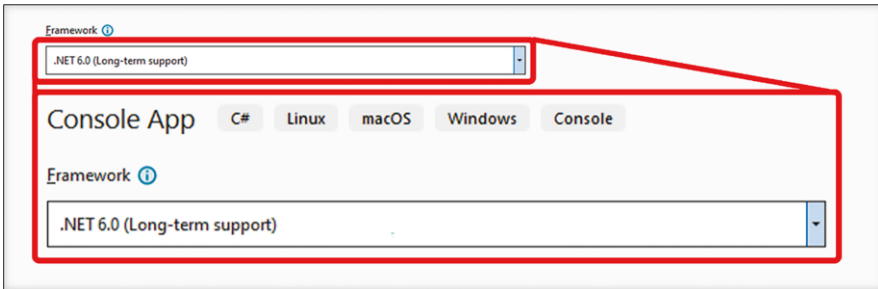 Framework
.NET 6.0 (Long-term support)
Console App C# Linux macOS Windows Console
Framework
.NET 6.0 (Long-term support)